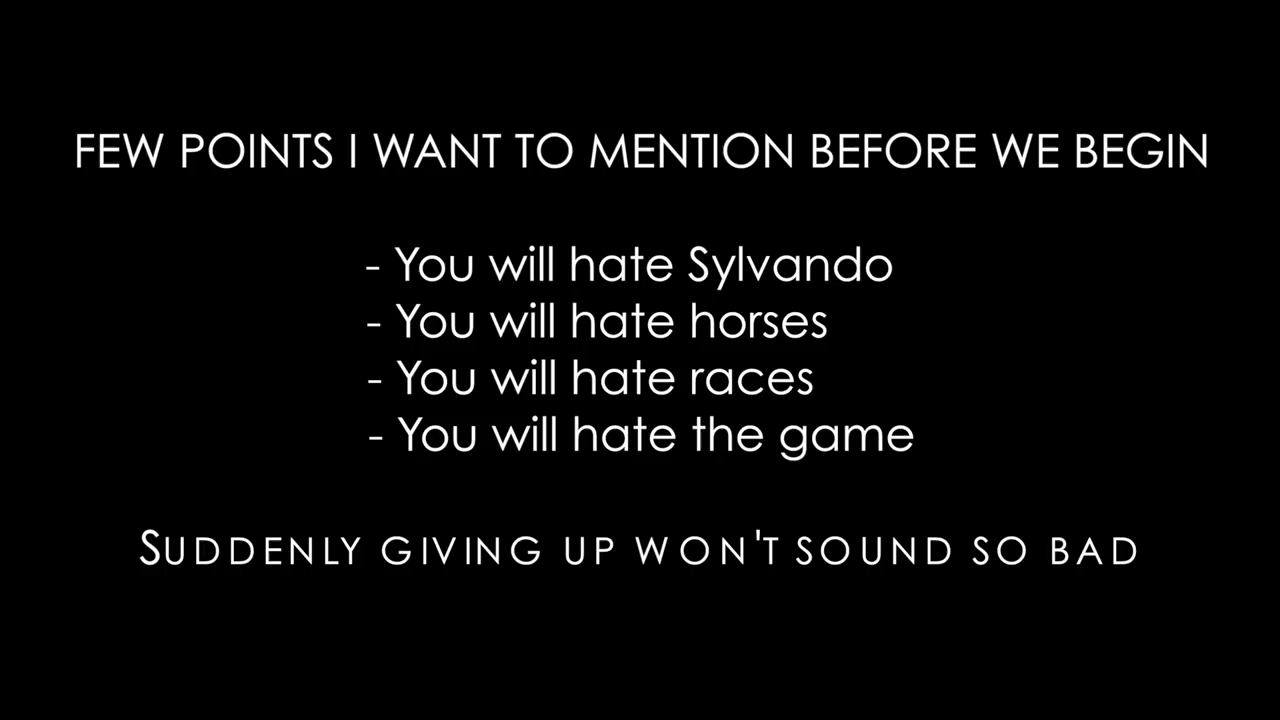 FEW POINTS I WANT TO MENTION BEFORE WE BEGIN
- You will hate Sylvando
- You will hate horses
- You will hate races
- You will hate the game
SUDDENLY GIVING UP WON'T SOUND SO BAD